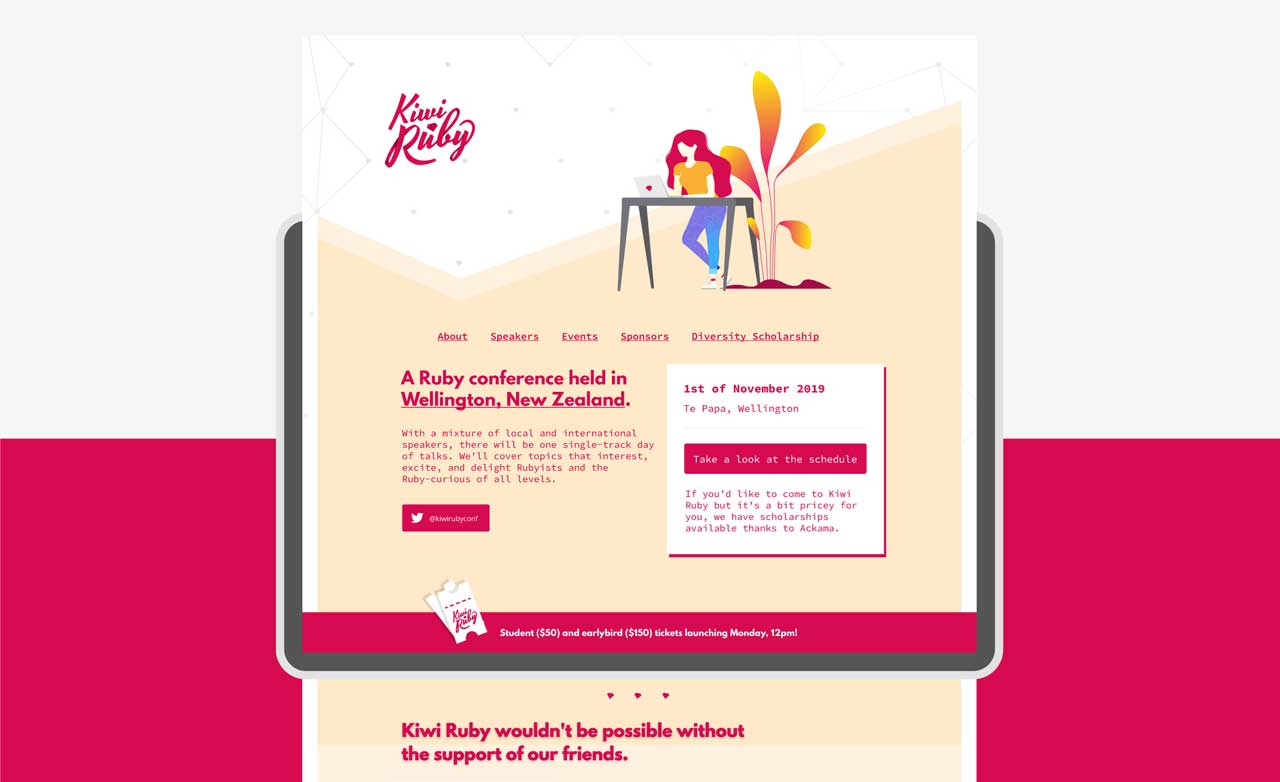 Kiwi
Ruby
About Speakers Events Sponsors Diversity Scholarship
A Ruby conference held in
Wellington, New Zealand.
With a mixture of local and international
speakers, there will be one single-track day
of talks. We'll cover topics that interest,
excite, and delight Rubyists and the
Ruby-curious of all levels.
@kiwirubyconf
1st of November 2019
Te Papa, Wellington
Take a look at the schedule
If you'd like to come to Kiwi
Ruby but it's a bit pricey for
you, we have scholarships
available thanks to Ackama.
Kiwi
Ruby
Student ($50) and earlybird ($150) tickets launching Monday, 12pm!
Kiwi Ruby wouldn't be possible without
the support of our friends.